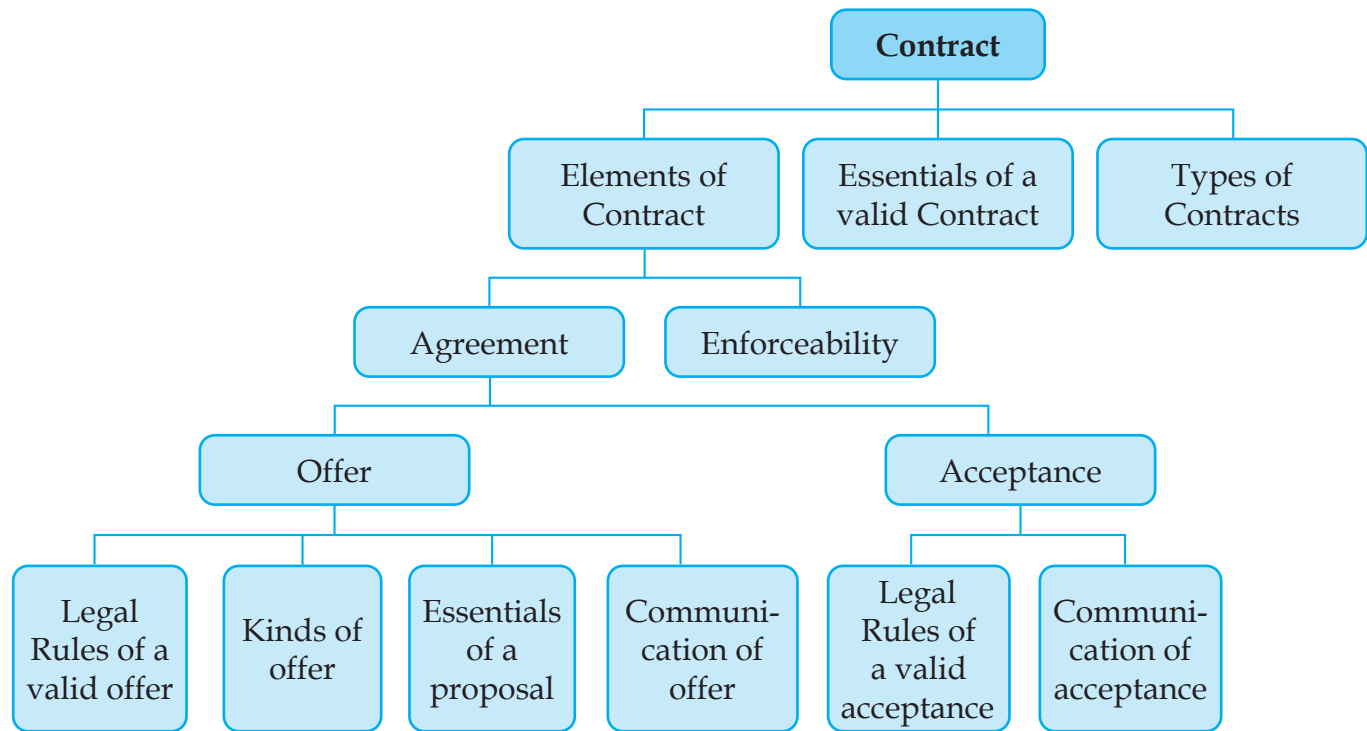 Contract
Elements of
Contract
Essentials of a
valid Contract
Types of
Contracts
Agreement
Enforceability
Offer
Acceptance
Legal
Rules of a
valid offer
Kinds of
offer
Essentials
of a
proposal
Communi-
cation of
offer
Legal
Rules of
a valid
acceptance
Communi-
cation of
acceptance